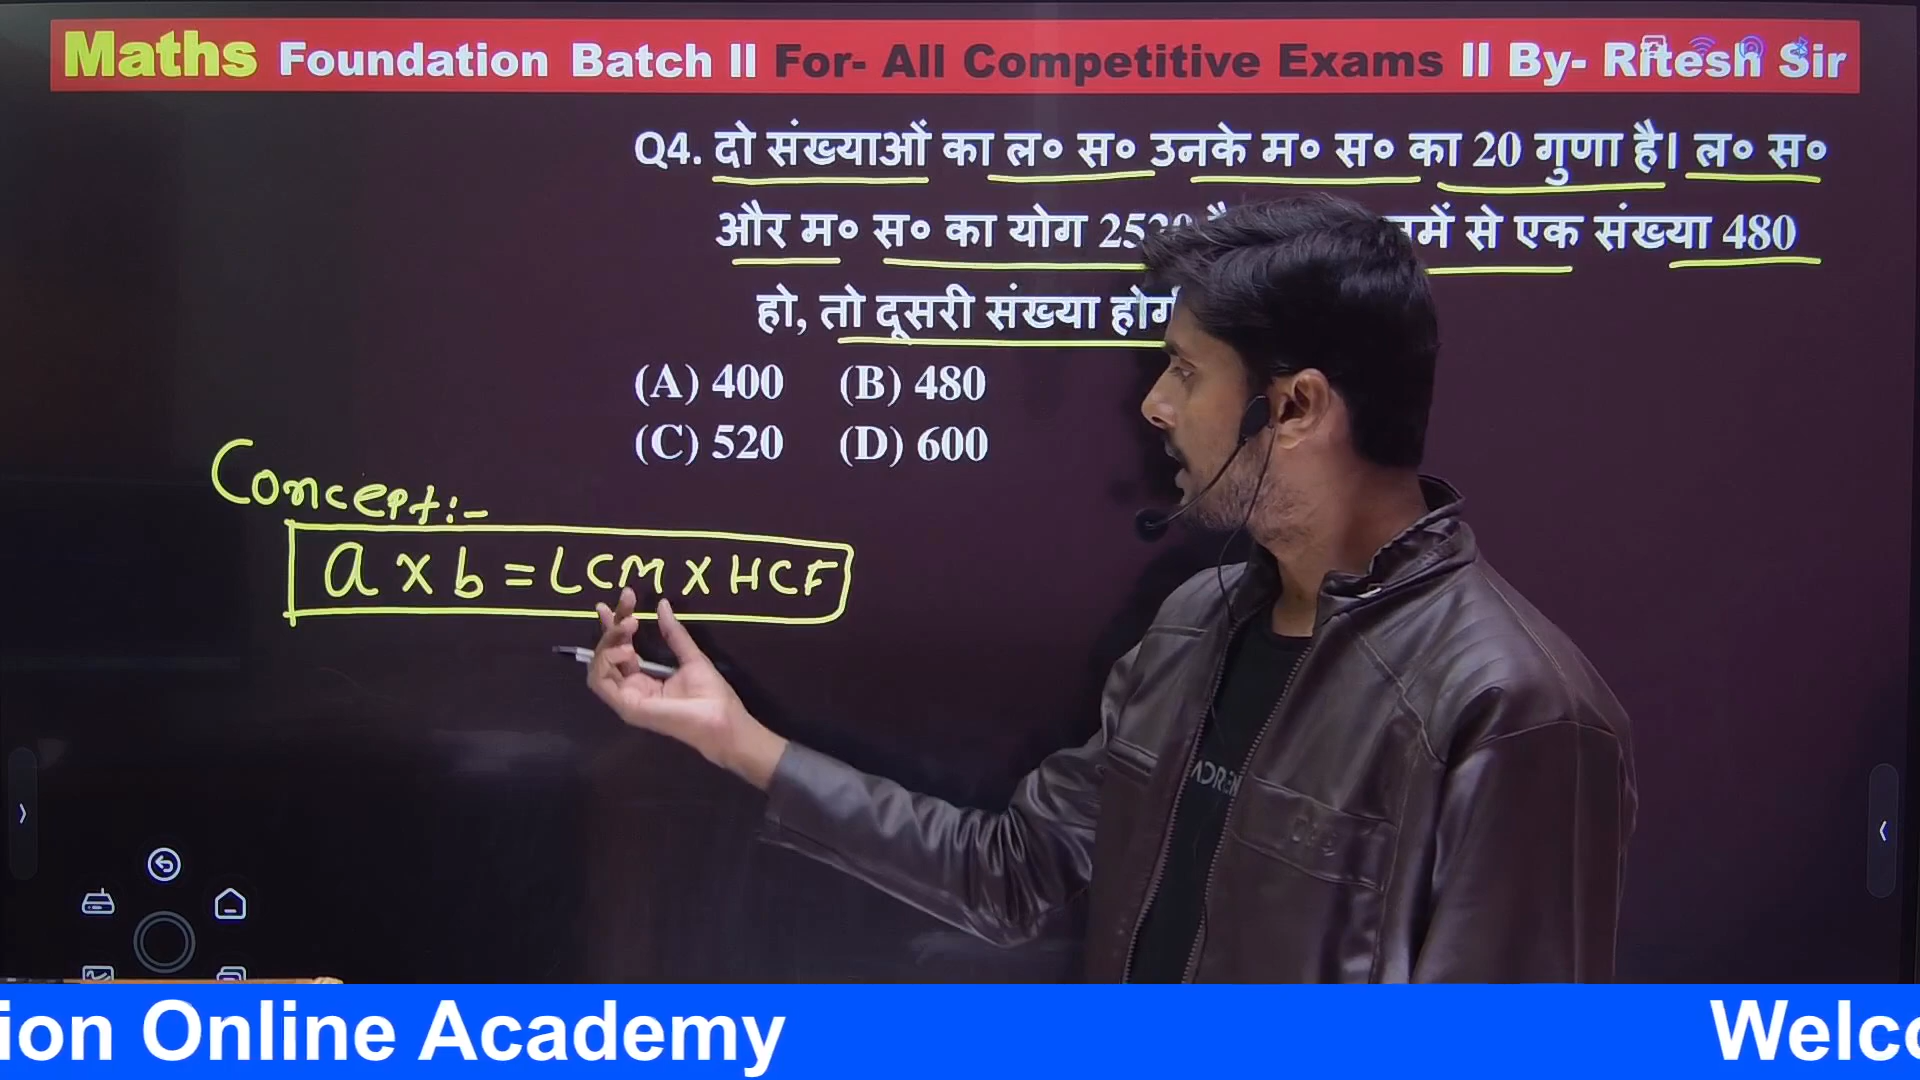 Maths Foundation Batch II For- All Competitive Exams II By- Ritesh Sir
Q4. दो संख्याओं का ल० स० उनके म० स० का 20 गुणा है। ल० स०
और म० स० का योग में से एक संख्या 480
हो, तो दूसरी संख्या
(A) 400 (B) 480
(C) 520 (D) 600
Concept:-
a × b = LCM × HCF
ion Online Academy Welco